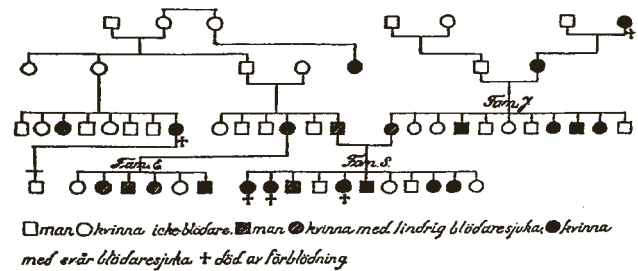 Fam. 7.
Fam. 6.
Fam. S.
man kvinna icke blödare. man kvinna med lindrig blödaresjuka, kvinna
med svår blödaresjuka + död av förblödning